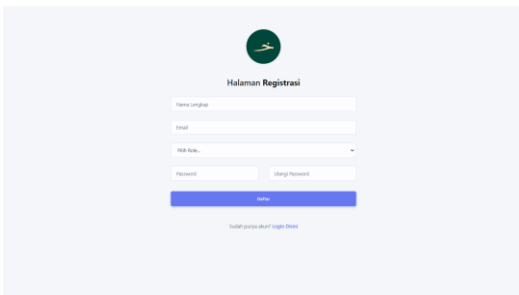 Halaman Registrasi
Nama Lengkap
Email
Pilih Role...
Password
Ulangi Password
Daftar
Sudah punya akun? Login Disini